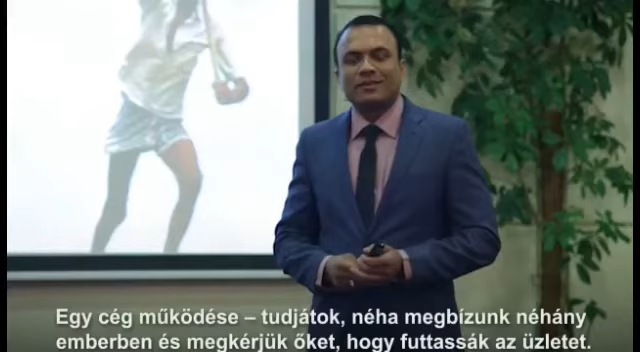 Egy cég működése – tudjátok, néha megbízunk néhány
emberben és megkérjük őket, hogy futtassák az üzletet.